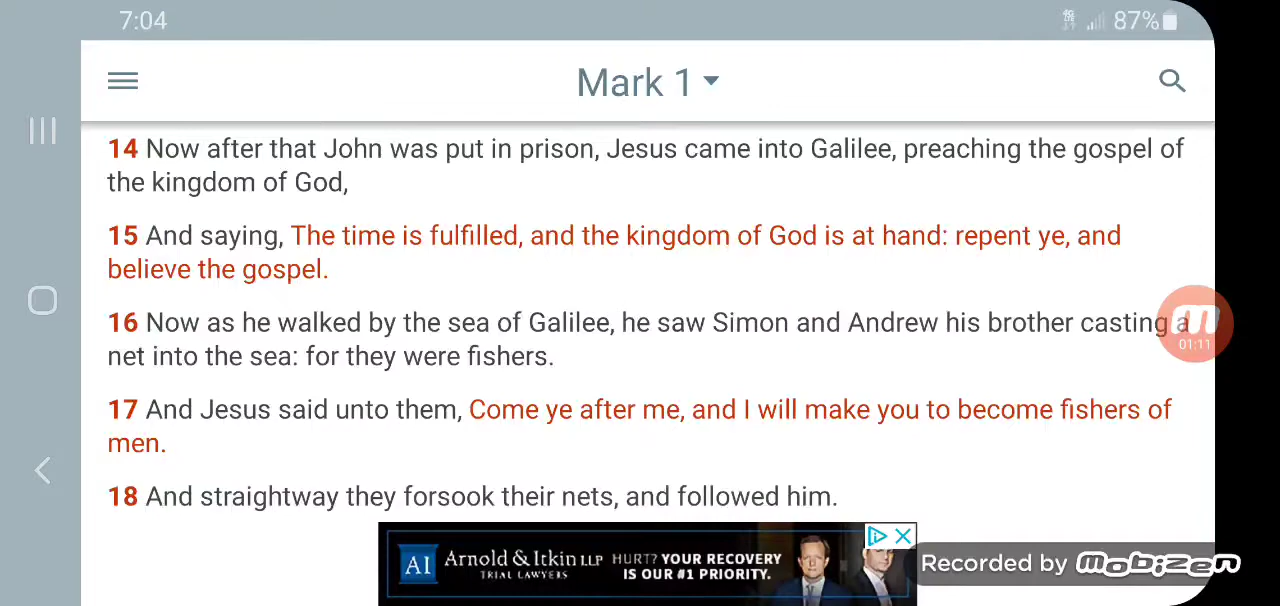 7:04
87%
Mark 1
14 Now after that John was put in prison, Jesus came into Galilee, preaching the gospel of
the kingdom of God,
15 And saying, The time is fulfilled, and the kingdom of God is at hand: repent ye, and
believe the gospel.
16 Now as he walked by the sea of Galilee, he saw Simon and Andrew his brother casting a
net into the sea: for they were fishers.
01:11
17 And Jesus said unto them, Come ye after me, and I will make you to become fishers of
men.
18 And straightway they forsook their nets, and followed him.
AI Arnold & Itkin LLP
TRIAL LAWYERS
HURT? YOUR RECOVERY
IS OUR #1 PRIORITY.
Recorded by Mobizen